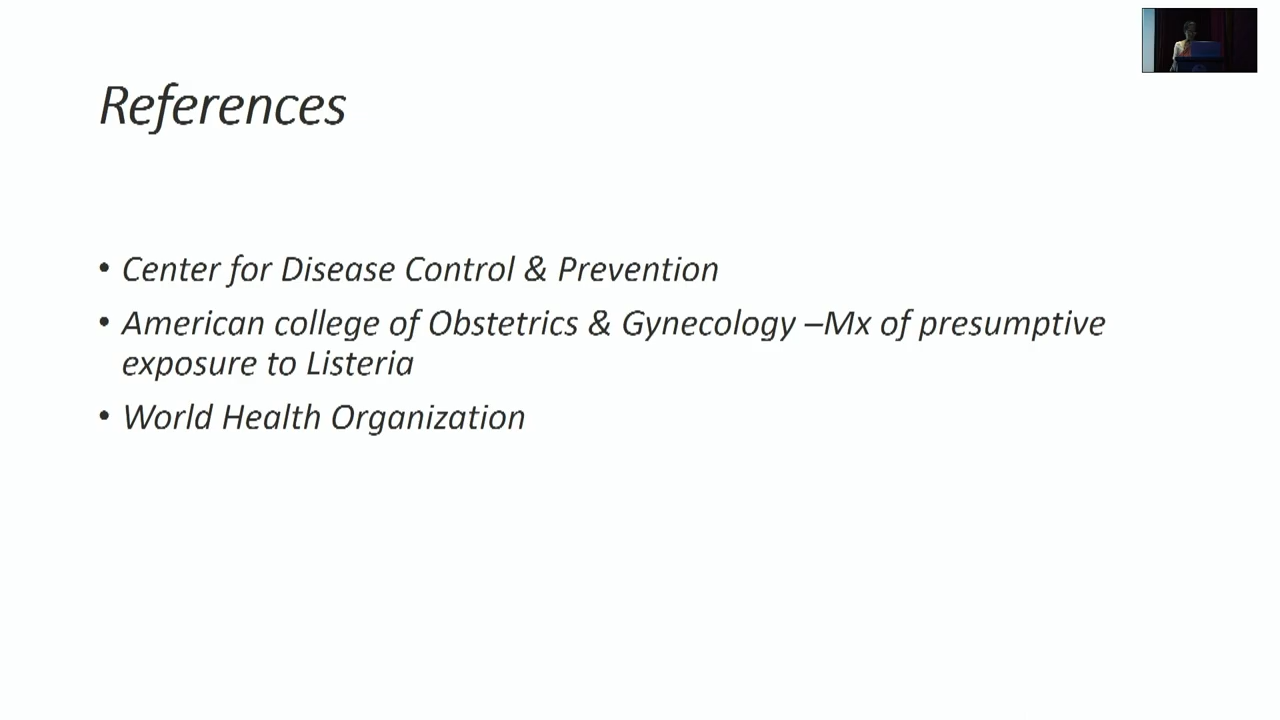 References
• Center for Disease Control & Prevention
• American college of Obstetrics & Gynecology –Mx of presumptive
exposure to Listeria
• World Health Organization